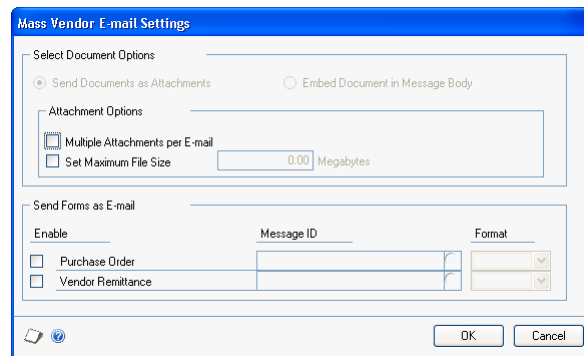 Mass Vendor E-mail Settings
Select Document Options
Send Documents as Attachments Embed Document in Message Body
Attachment Options
Multiple Attachments per E-mail
Set Maximum File Size 0.00 Megabytes
Send Forms as E-mail
Enable Message ID Format
Purchase Order
Vendor Remittance
OK Cancel